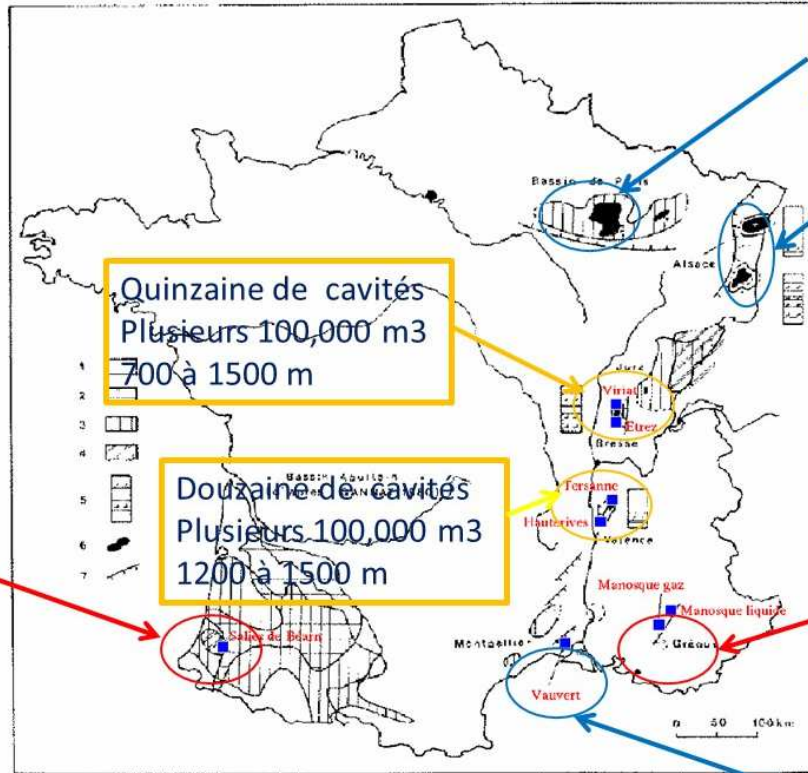 Bassin de Paris
Alsace
Quinzaine de cavités
Plusieurs 100,000 m3
700 à 1500 m
Jura
Viriat
Etrez
Bresse
1
2
3
4
5
6
7
Bassin Aquitain
Douzaine de cavités
Plusieurs 100,000 m3
1200 à 1500 m
Tersanne
Hauterives
Valence
Manosque gaz
Manosque liquide
Gréoux
Salies de Béarn
Montpellier
Vauvert
0 50 100 km